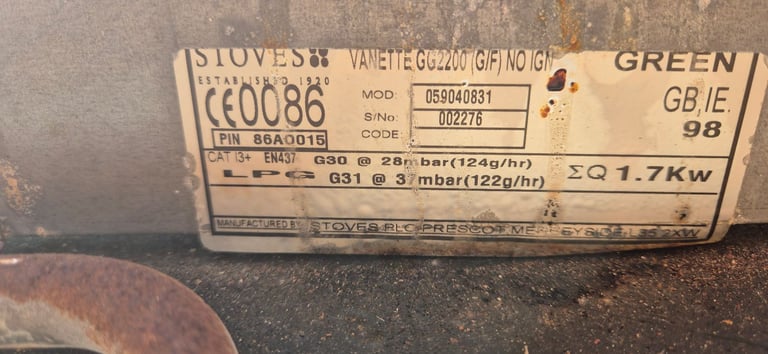 STOVES VANETTE GG2200 (G/F) NO IGN GREEN
ESTABLISHED 1920
CE0086 MOD: 059040831 GB,IE.
S/No: 002276 98
PIN 86AO015 CODE:
CAT I3+ EN437 G30 @ 28mbar(124g/hr)
LPG G31 @ 37mbar(122g/hr) ΣQ 1.7Kw
MANUFACTURED BY: STOVES PLC PRESCOT MERSEYSIDE L35 2XW